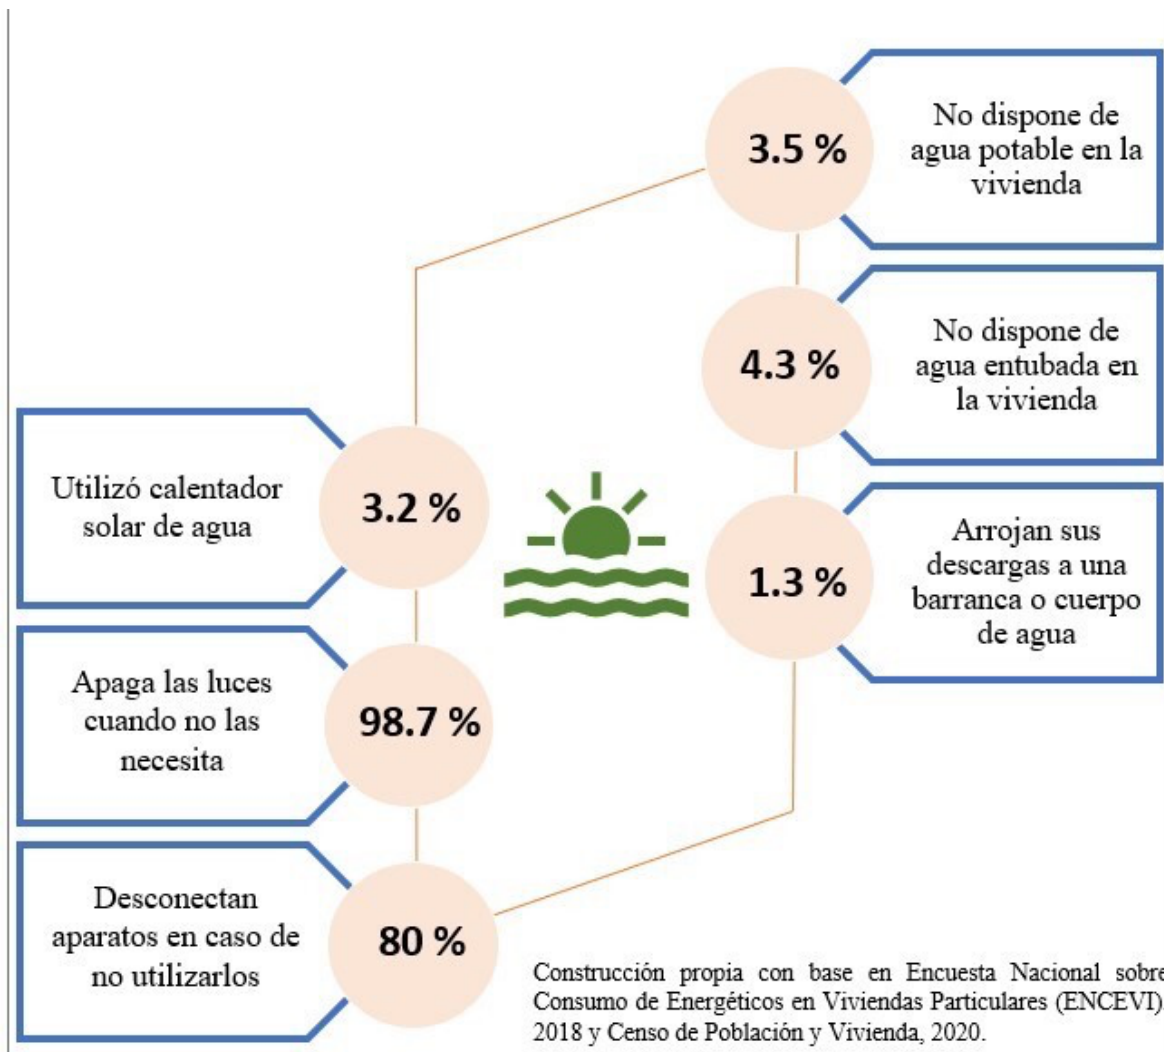 3.5 %
No dispone de
agua potable en la
vivienda
4.3 %
No dispone de
agua entubada en
la vivienda
1.3 %
Arrojan sus
descargas a una
barranca o cuerpo
de agua
Utilizó calentador
solar de agua
3.2 %
Apaga las luces
cuando no las
necesita
98.7 %
Desconectan
aparatos en caso de
no utilizarlos
80 %
Construcción propia con base en Encuesta Nacional sobre
Consumo de Energéticos en Viviendas Particulares (ENCEVI),
2018 y Censo de Población y Vivienda, 2020.